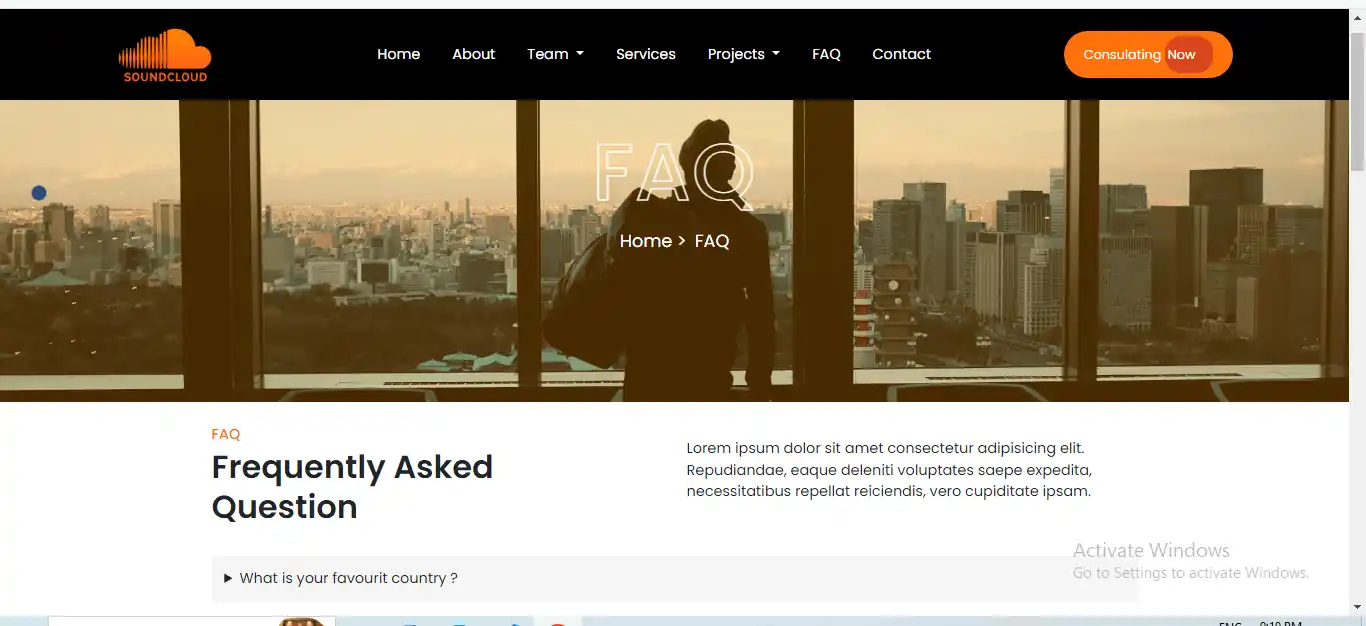 SOUNDCLOUD
Home About Team Services Projects FAQ Contact
Consulating Now
FAQ
Home > FAQ
FAQ
Frequently Asked
Question
Lorem ipsum dolor sit amet consectetur adipisicing elit.
Repudiandae, eaque deleniti voluptates saepe expedita,
necessitatibus repellat reiciendis, vero cupiditate ipsam.
What is your favourit country ?
Activate Windows
Go to Settings to activate Windows.